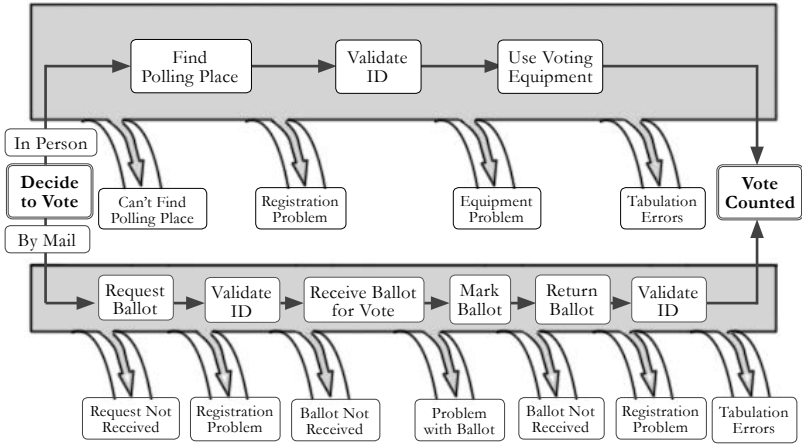 Find
Polling Place
Validate
ID
Use Voting
Equipment
In Person
Decide
to Vote
By Mail
Can't Find
Polling Place
Registration
Problem
Equipment
Problem
Tabulation
Errors
Vote
Counted
Request
Ballot
Validate
ID
Receive Ballot
for Vote
Mark
Ballot
Return
Ballot
Validate
ID
Request Not
Received
Registration
Problem
Ballot Not
Received
Problem
with Ballot
Ballot Not
Received
Registration
Problem
Tabulation
Errors